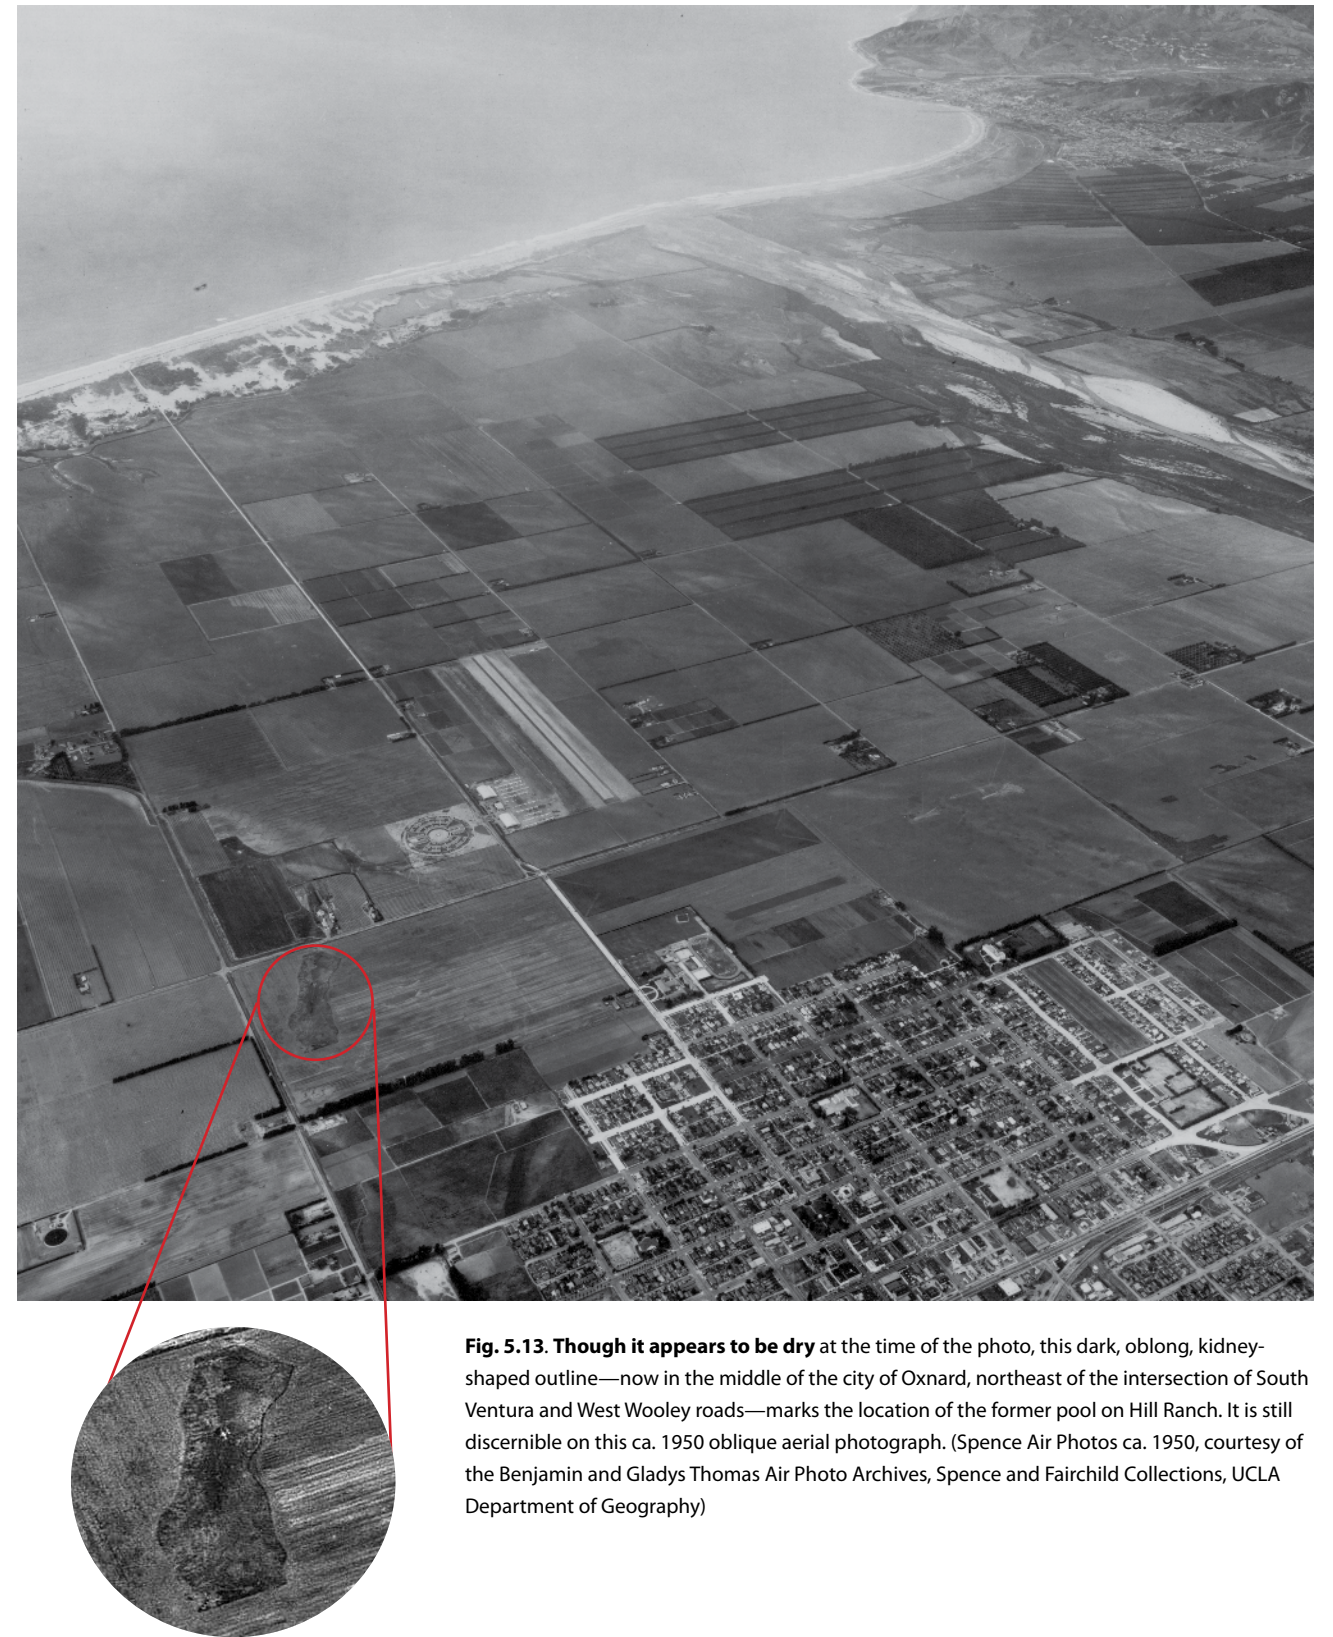 Fig. 5.13. Though it appears to be dry at the time of the photo, this dark, oblong, kidney-
shaped outline—now in the middle of the city of Oxnard, northeast of the intersection of South
Ventura and West Wooley roads—marks the location of the former pool on Hill Ranch. It is still
discernible on this ca. 1950 oblique aerial photograph. (Spence Air Photos ca. 1950, courtesy of
the Benjamin and Gladys Thomas Air Photo Archives, Spence and Fairchild Collections, UCLA
Department of Geography)